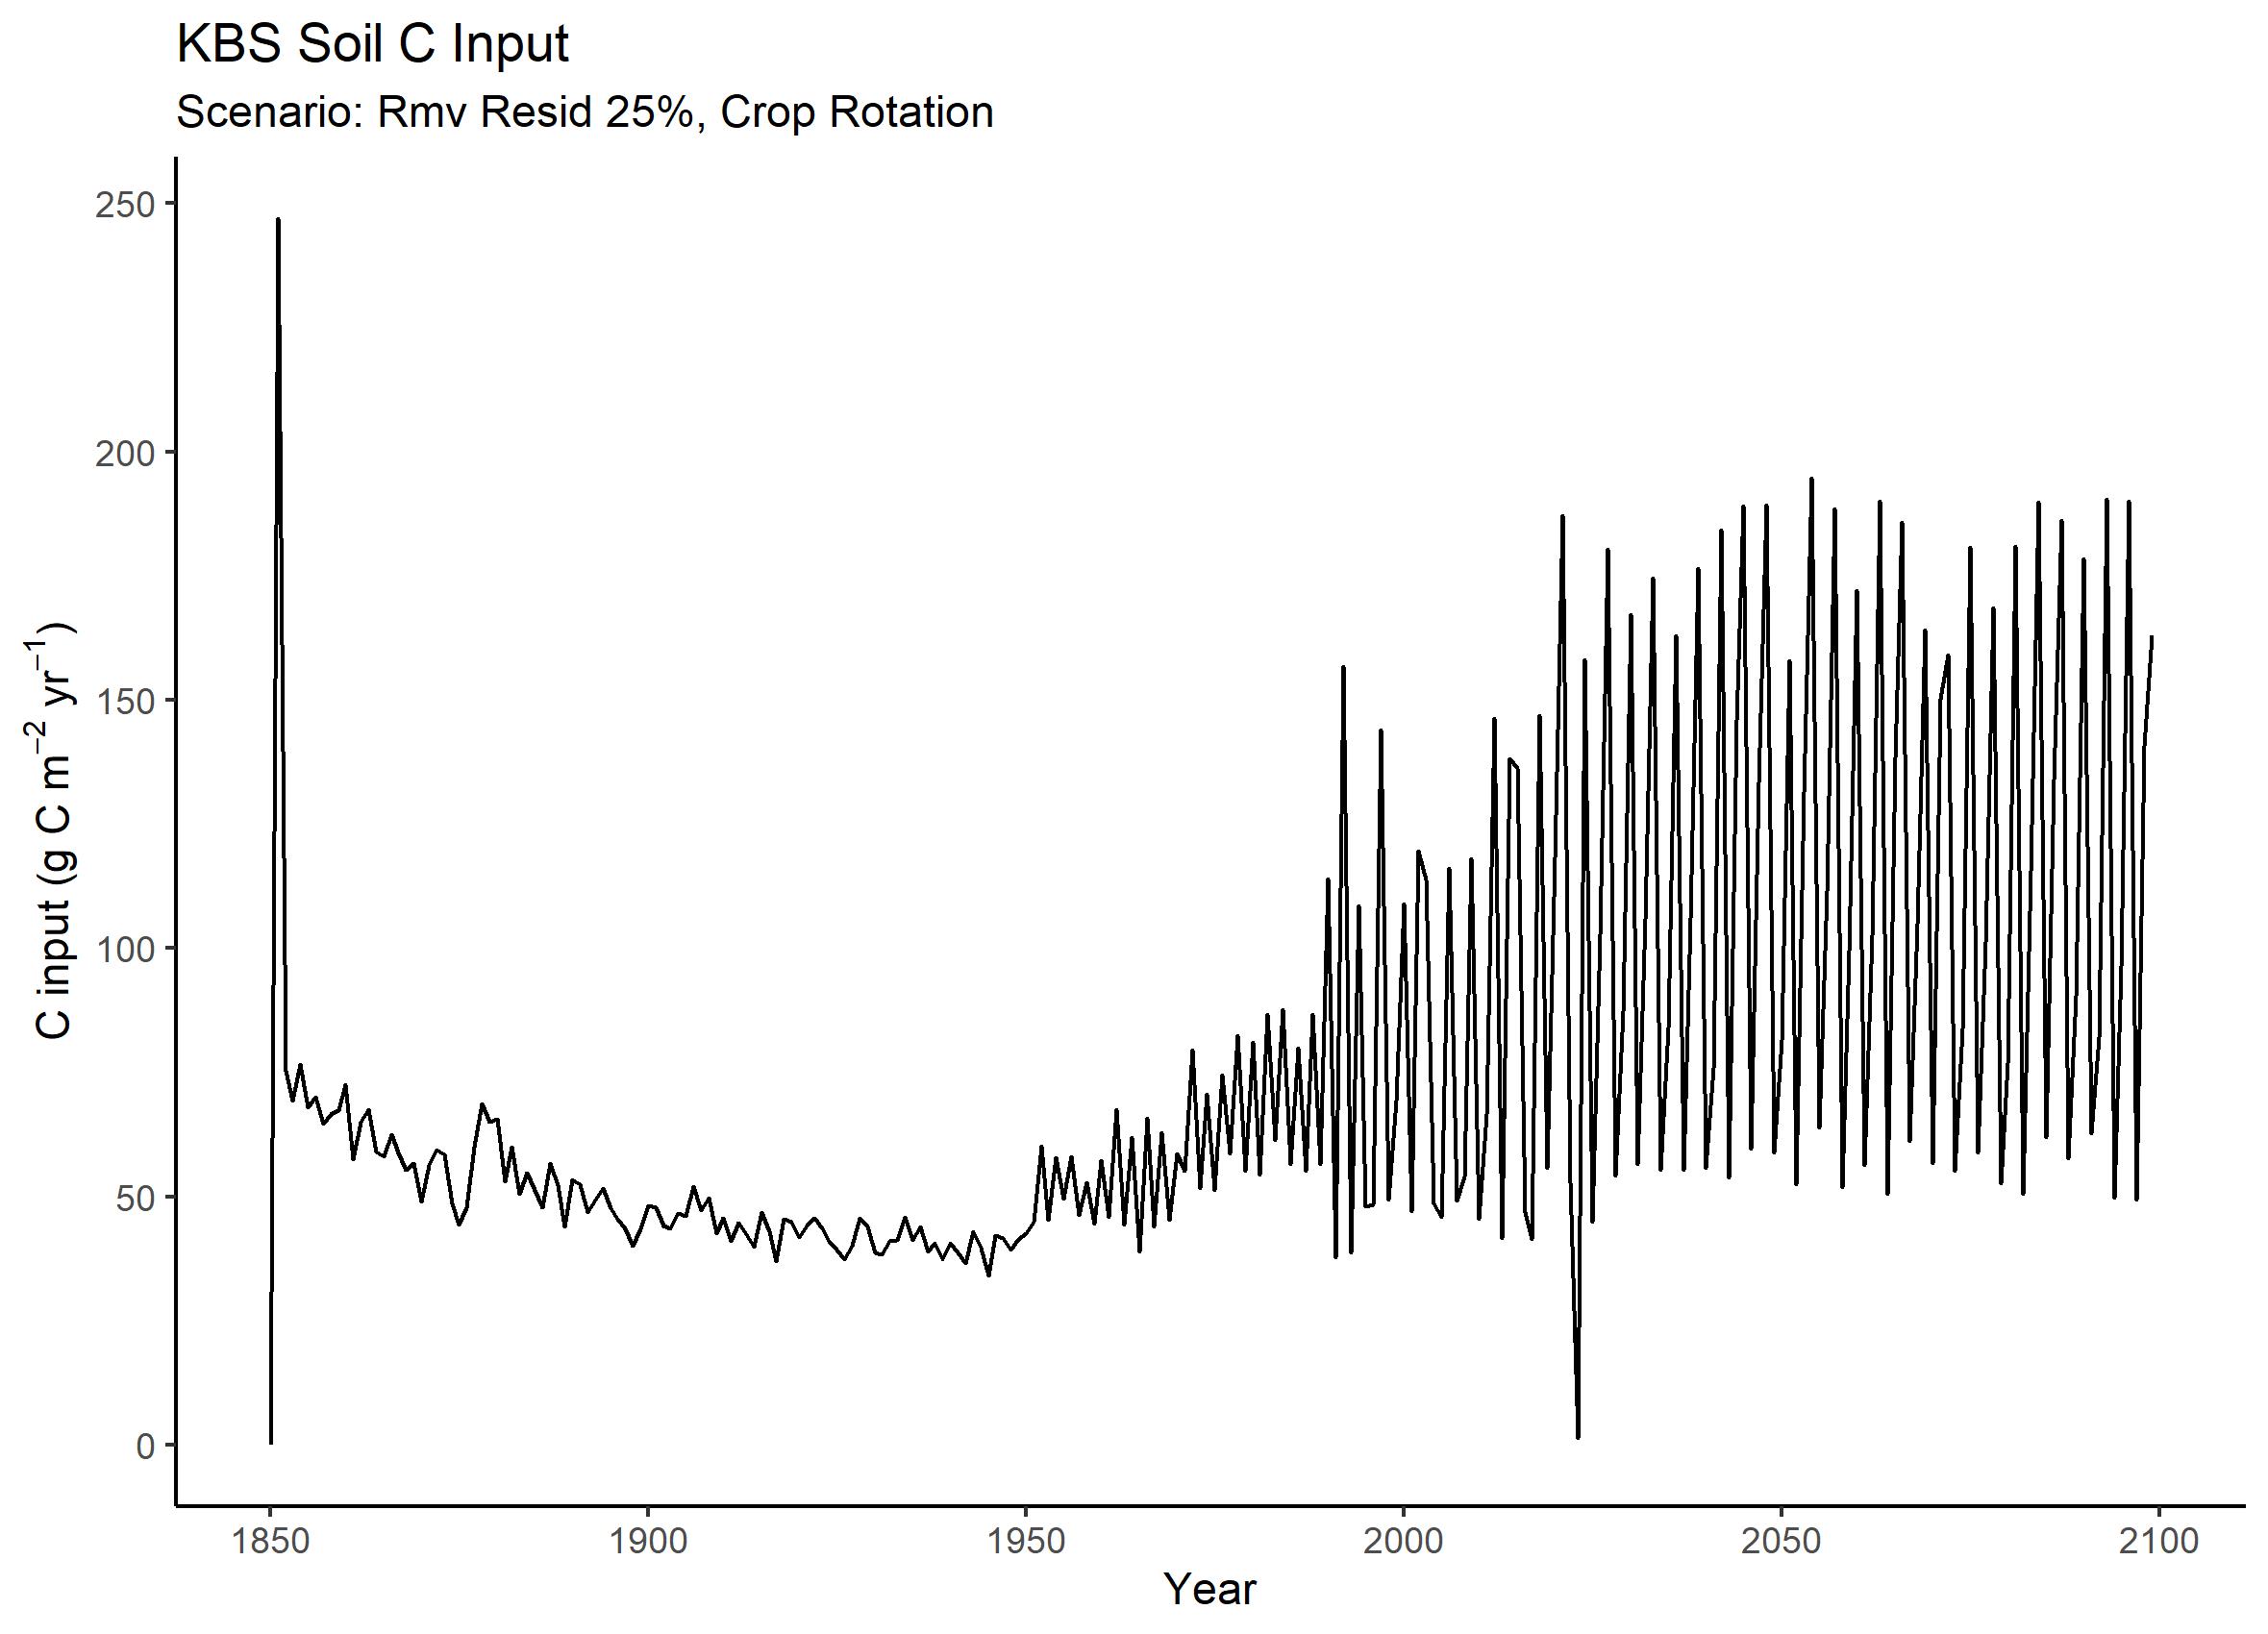 KBS Soil C Input
Scenario: Rmv Resid 25%, Crop Rotation
250
200
150
100
50
0
C input (g C m⁻² yr⁻¹)
1850 1900 1950 2000 2050 2100
Year